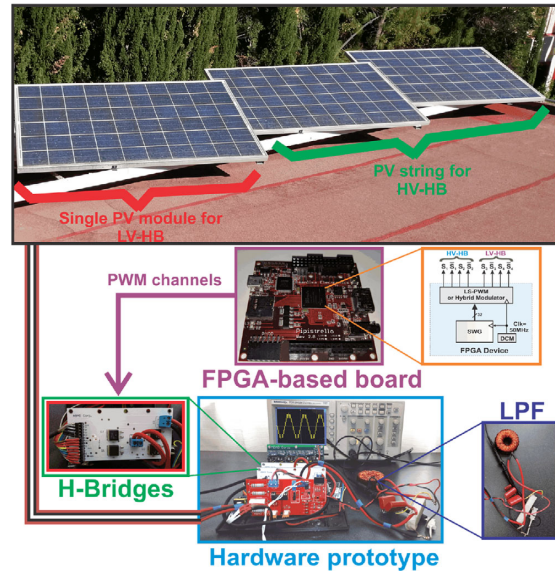 Single PV module for
LV-HB
PV string for
HV-HB
PWM channels
Pipistrello
FPGA-based board
HV-HB
LV-HB
LS-PWM
or Hybrid Modulator
SWG
Clk=
50MHz
DCM
FPGA Device
H-Bridges
LPF
Hardware prototype